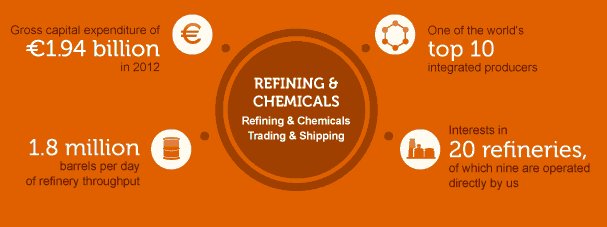 Gross capital expenditure of
€1.94 billion
in 2012
One of the world's
top 10
integrated producers
REFINING &
CHEMICALS
Refining & Chemicals
Trading & Shipping
1.8 million
barrels per day
of refinery throughput
Interests in
20 refineries,
of which nine are operated
directly by us